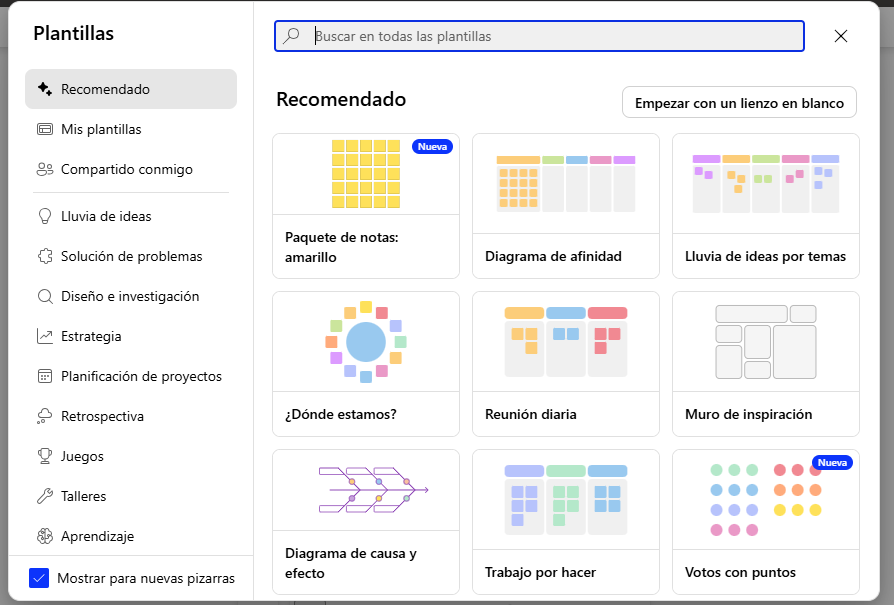 Plantillas
Buscar en todas las plantillas
Recomendado
Mis plantillas
Compartido conmigo
Lluvia de ideas
Solución de problemas
Diseño e investigación
Estrategia
Planificación de proyectos
Retrospectiva
Juegos
Talleres
Aprendizaje
Mostrar para nuevas pizarras
Recomendado
Empezar con un lienzo en blanco
Nueva
Paquete de notas:
amarillo
Diagrama de afinidad
Lluvia de ideas por temas
¿Dónde estamos?
Reunión diaria
Muro de inspiración
Diagrama de causa y
efecto
Trabajo por hacer
Nueva
Votos con puntos